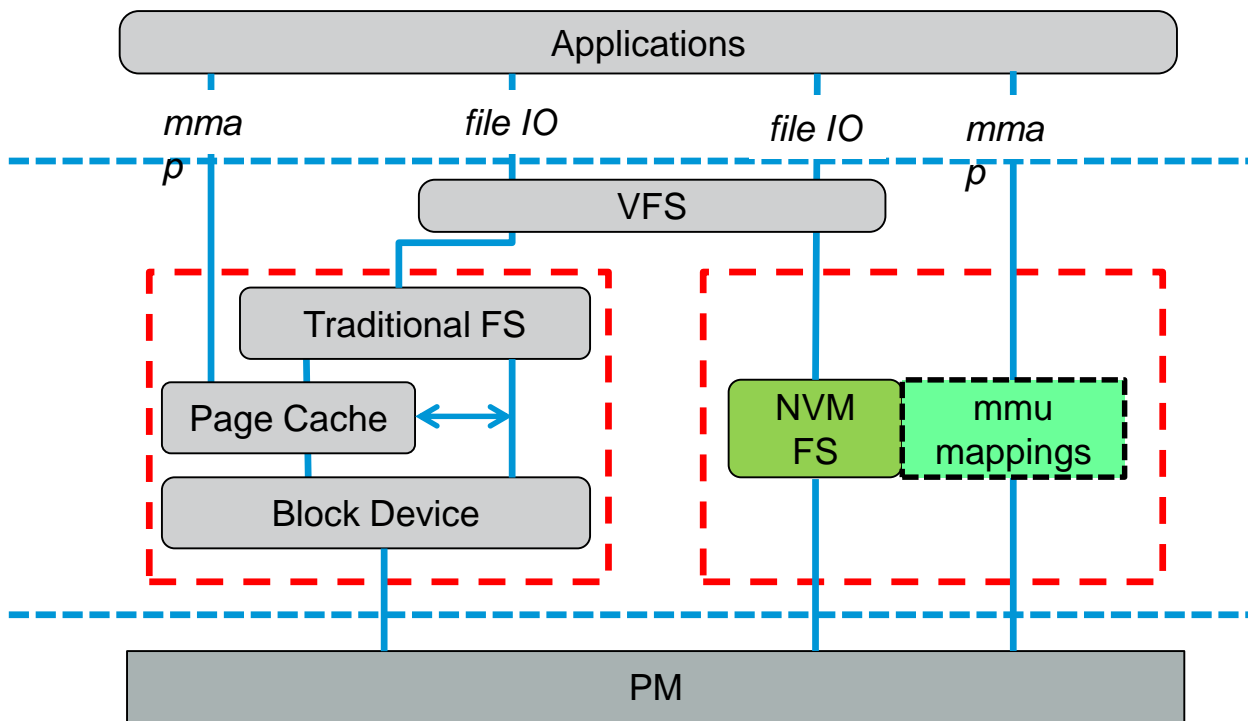 Applications
mma
p
file IO
file IO
mma
p
VFS
Traditional FS
Page Cache
NVM
FS
mmu
mappings
Block Device
PM